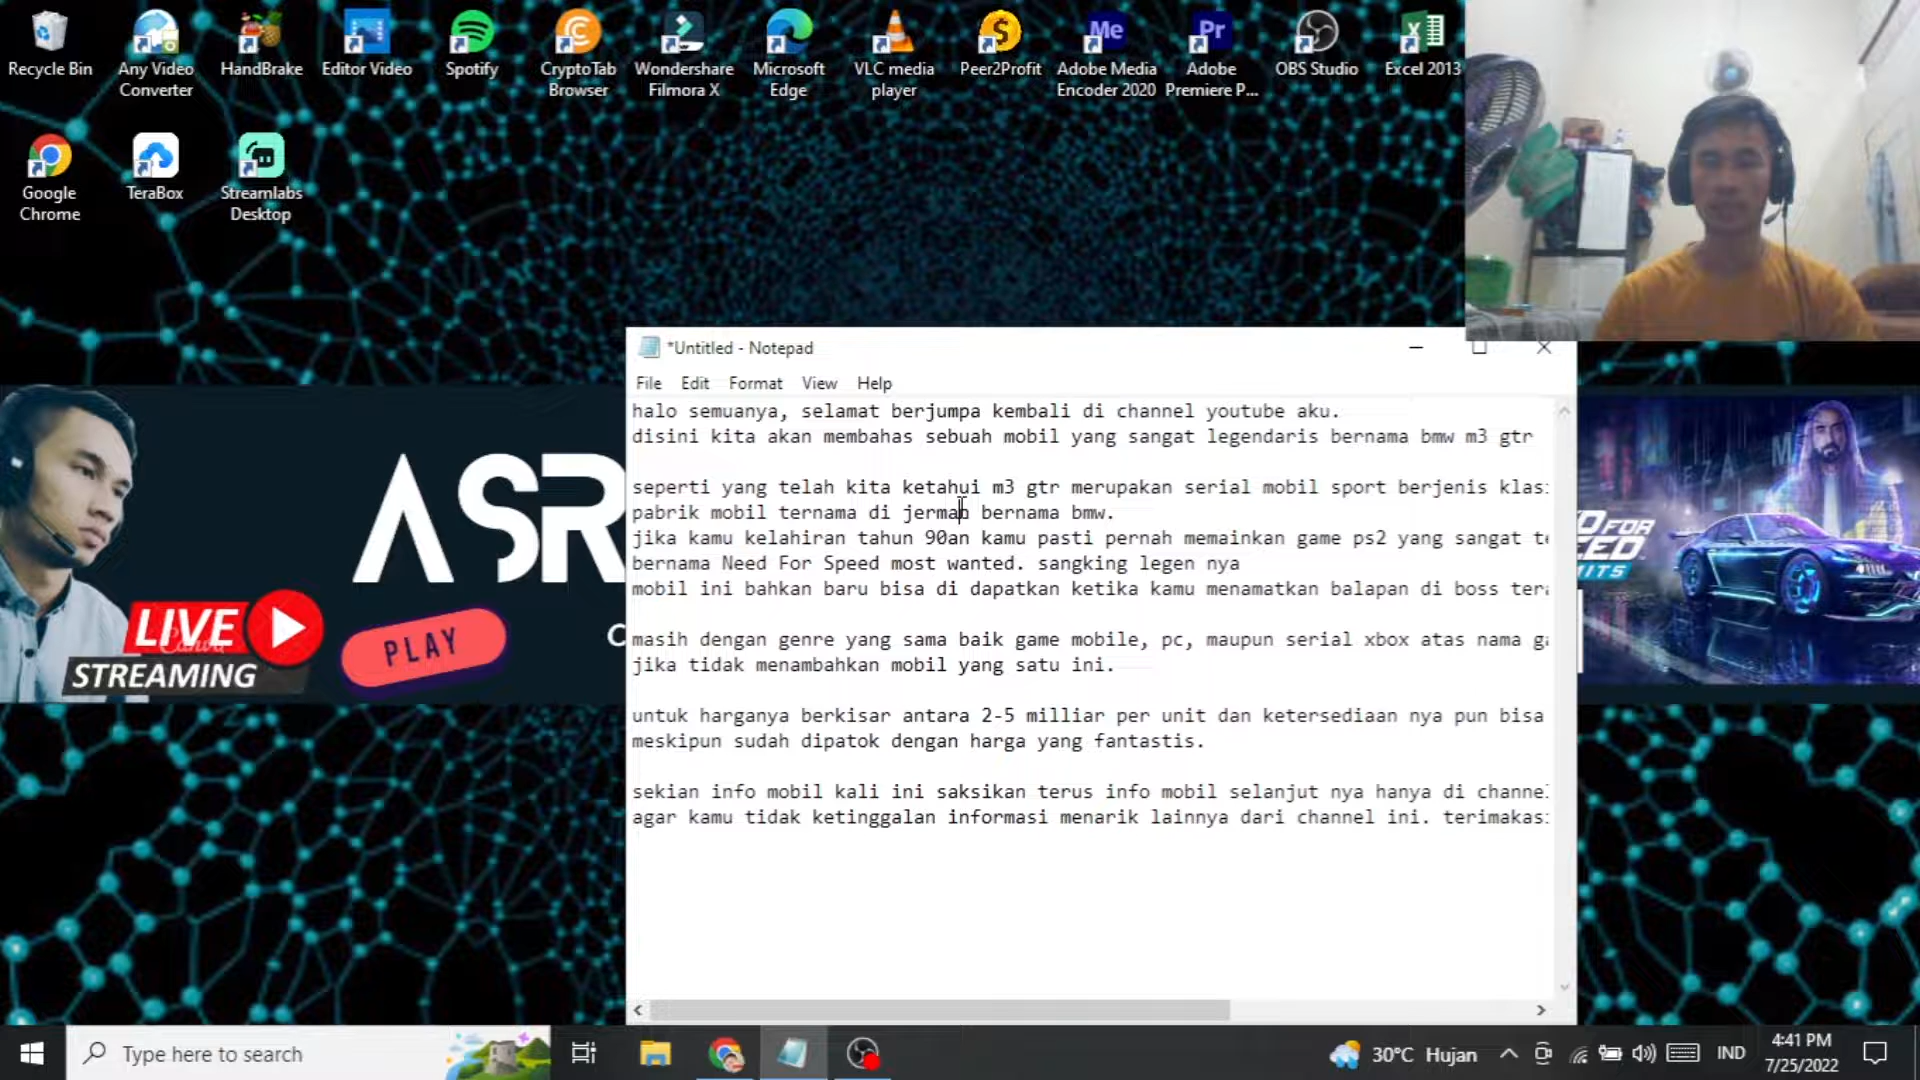 Recycle Bin
Any Video Converter
HandBrake
Editor Video
Spotify
CryptoTab Browser
Wondershare Filmora X
Microsoft Edge
VLC media player
Peer2Profit
Adobe Media Encoder 2020
Adobe Premiere P...
OBS Studio
Excel 2013
Google Chrome
TeraBox
Streamlabs Desktop
*Untitled - Notepad
File Edit Format View Help
halo semuanya, selamat berjumpa kembali di channel youtube aku.
disini kita akan membahas sebuah mobil yang sangat legendaris bernama bmw m3 gtr
seperti yang telah kita ketahui m3 gtr merupakan serial mobil sport berjenis klas
pabrik mobil ternama di jerman bernama bmw.
jika kamu kelahiran tahun 90an kamu pasti pernah memainkan game ps2 yang sangat t
bernama Need For Speed most wanted. sangking legen nya
mobil ini bahkan baru bisa di dapatkan ketika kamu menamatkan balapan di boss ter
masih dengan genre yang sama baik game mobile, pc, maupun serial xbox atas nama g
jika tidak menambahkan mobil yang satu ini.
untuk harganya berkisar antara 2-5 milliar per unit dan ketersediaan nya pun bisa
meskipun sudah dipatok dengan harga yang fantastis.
sekian info mobil kali ini saksikan terus info mobil selanjut nya hanya di channe
agar kamu tidak ketinggalan informasi menarik lainnya dari channel ini. terimakas
ASR
LIVE
STREAMING
PLAY
Canva
C
D FOR
ED
MITS
Type here to search
30°C Hujan
IND
4:41 PM
7/25/2022